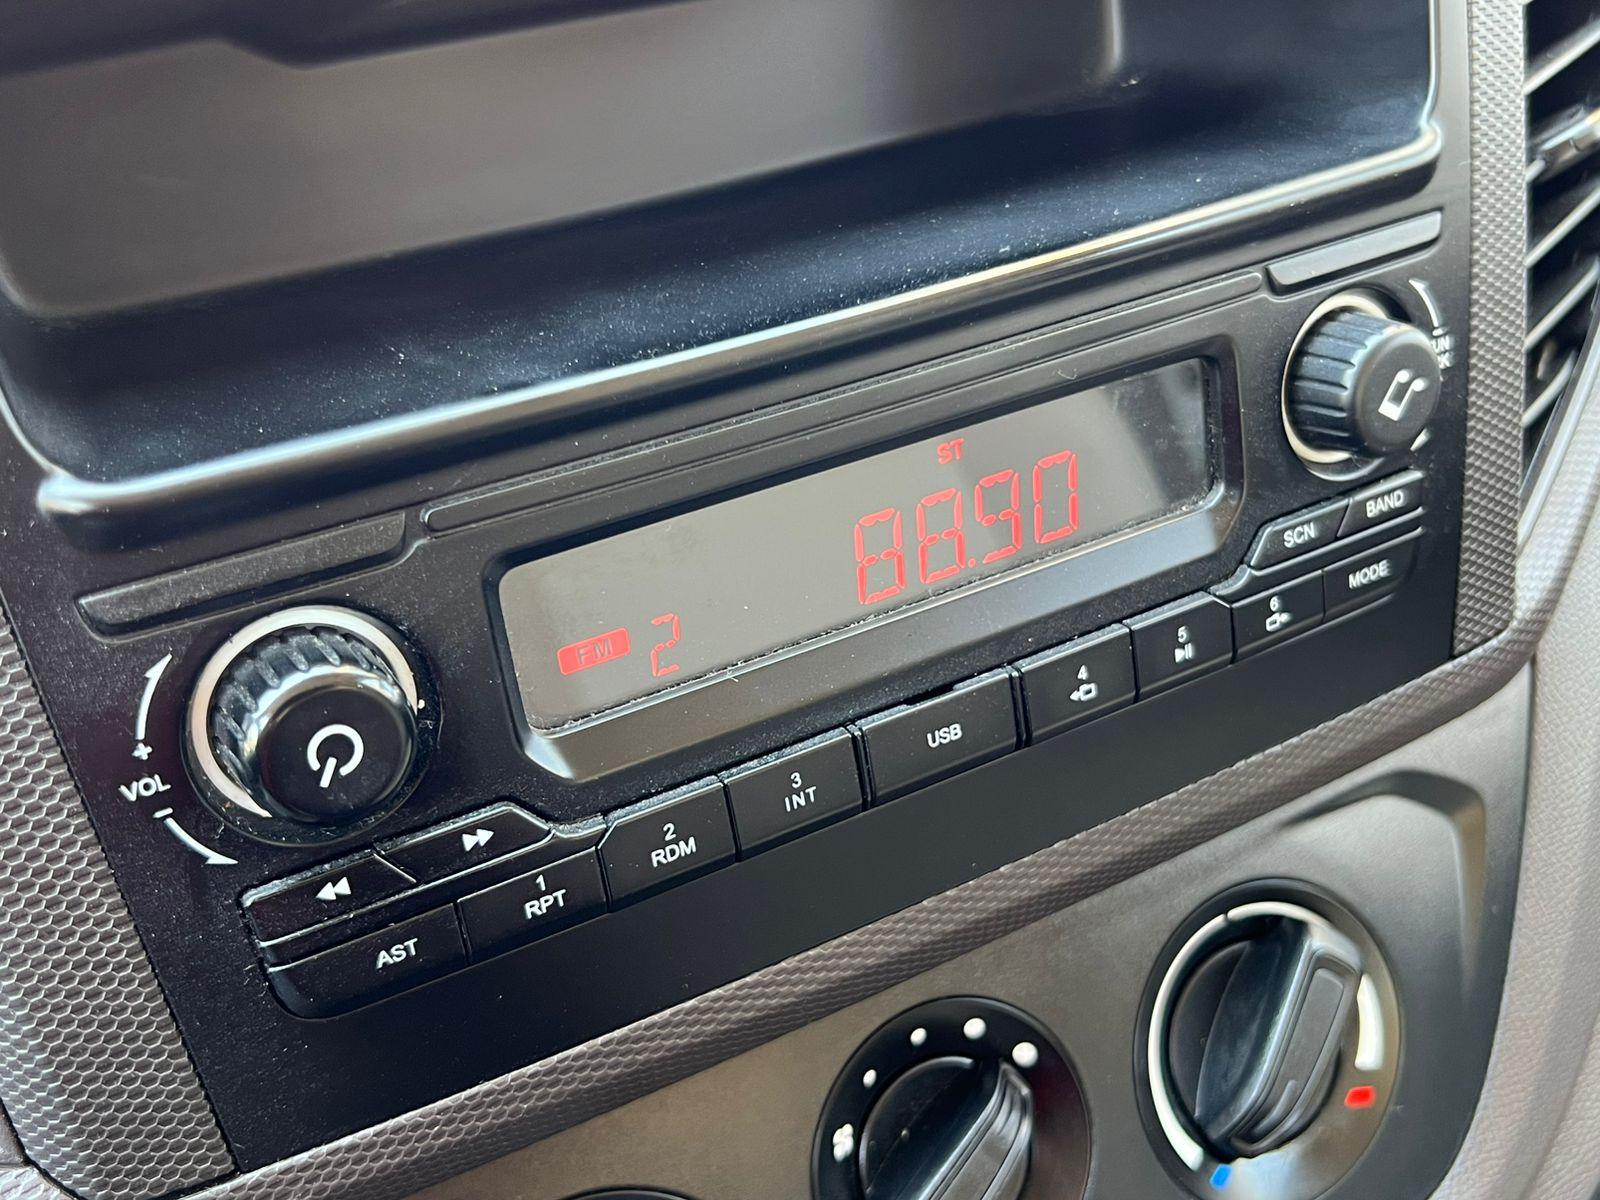 ST
88.90
FM 2
SCN
BAND
MODE
VOL
+
-
AST
1
RPT
2
RDM
3
INT
USB
4
5
6